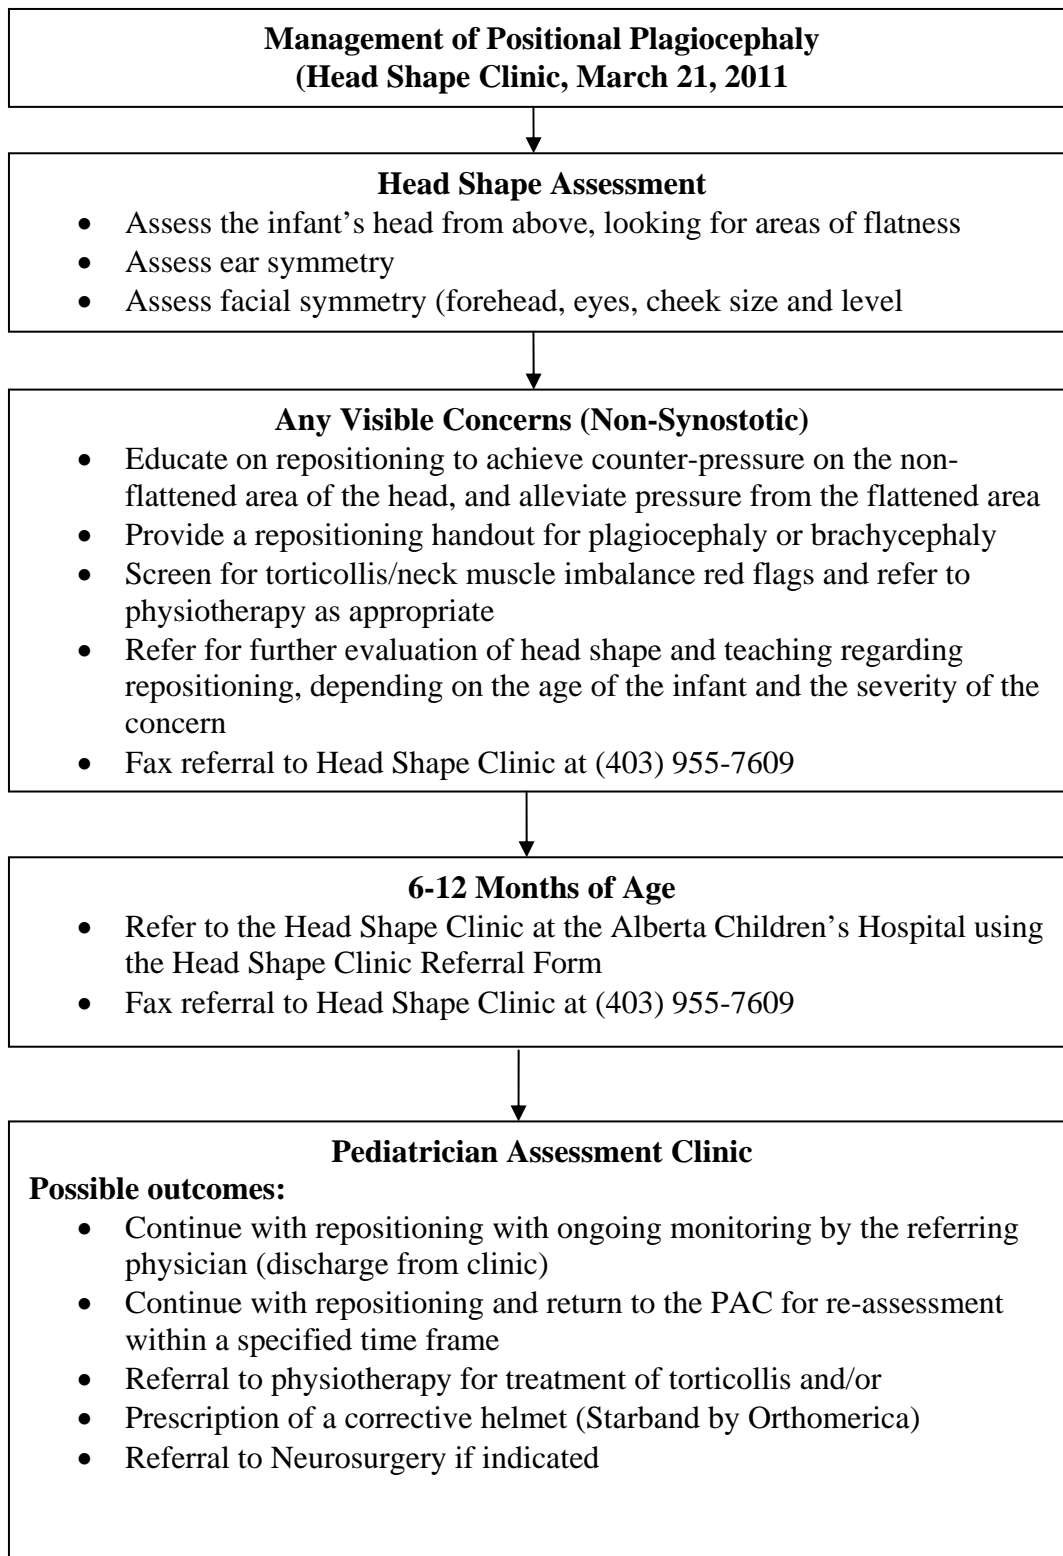 Management of Positional Plagiocephaly
(Head Shape Clinic, March 21, 2011
Head Shape Assessment
• Assess the infant’s head from above, looking for areas of flatness
• Assess ear symmetry
• Assess facial symmetry (forehead, eyes, cheek size and level
Any Visible Concerns (Non-Synostotic)
• Educate on repositioning to achieve counter-pressure on the non-
flattened area of the head, and alleviate pressure from the flattened area
• Provide a repositioning handout for plagiocephaly or brachycephaly
• Screen for torticollis/neck muscle imbalance red flags and refer to
physiotherapy as appropriate
• Refer for further evaluation of head shape and teaching regarding
repositioning, depending on the age of the infant and the severity of the
concern
• Fax referral to Head Shape Clinic at (403) 955-7609
6-12 Months of Age
• Refer to the Head Shape Clinic at the Alberta Children’s Hospital using
the Head Shape Clinic Referral Form
• Fax referral to Head Shape Clinic at (403) 955-7609
Pediatrician Assessment Clinic
Possible outcomes:
• Continue with repositioning with ongoing monitoring by the referring
physician (discharge from clinic)
• Continue with repositioning and return to the PAC for re-assessment
within a specified time frame
• Referral to physiotherapy for treatment of torticollis and/or
• Prescription of a corrective helmet (Starband by Orthomerica)
• Referral to Neurosurgery if indicated